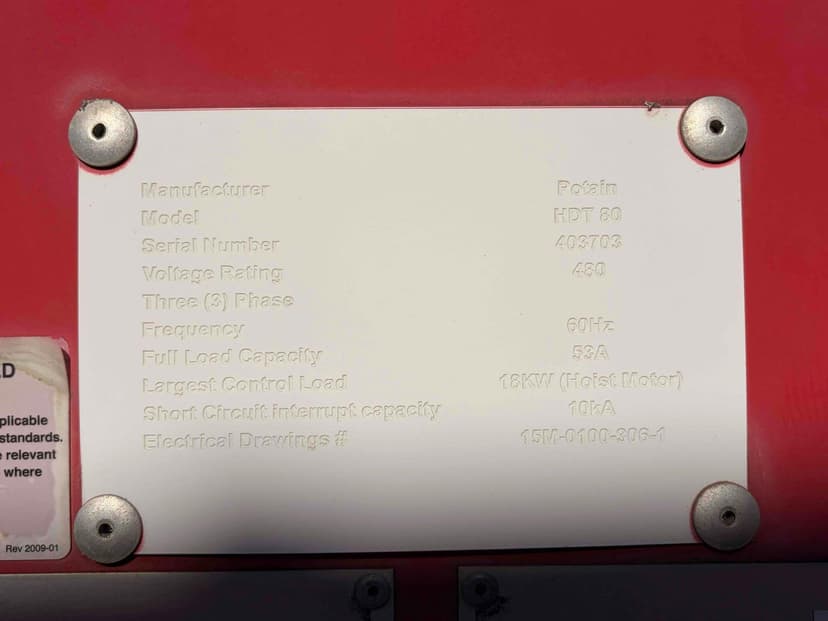 Manufacturer Potain
Model HDT 80
Serial Number 403703
Voltage Rating 480
Three (3) Phase
Frequency 60Hz
Full Load Capacity 53A
Largest Control Load 18KW (Hoist Motor)
Short Circuit interrupt capacity 10kA
Electrical Drawings # 15M-0100-306-1
ED
plicable
standards.
e relevant
where
Rev 2009-01